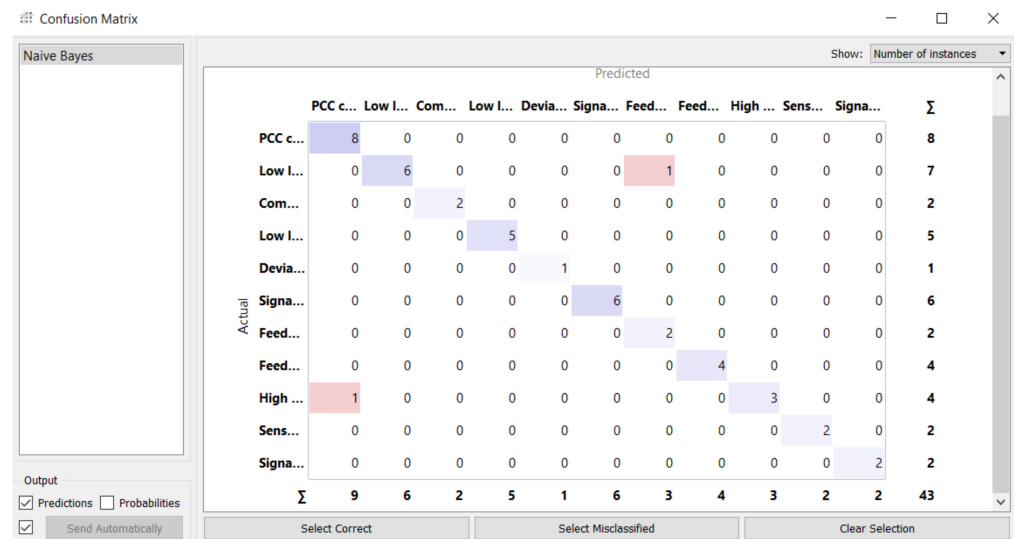 Confusion Matrix
Naive Bayes
Show: Number of instances
Predicted
PCC c... Low I... Com... Low I... Devia... Signa... Feed... Feed... High ... Sens... Signa... Σ
PCC c... 8 0 0 0 0 0 0 0 0 0 0 8
Low I... 0 6 0 0 0 0 1 0 0 0 0 7
Com... 0 0 2 0 0 0 0 0 0 0 0 2
Low I... 0 0 0 5 0 0 0 0 0 0 0 5
Devia... 0 0 0 0 1 0 0 0 0 0 0 1
Signa... 0 0 0 0 0 6 0 0 0 0 0 6
Actual
Feed... 0 0 0 0 0 0 2 0 0 0 0 2
Feed... 0 0 0 0 0 0 0 4 0 0 0 4
High ... 1 0 0 0 0 0 0 0 3 0 0 4
Sens... 0 0 0 0 0 0 0 0 0 2 0 2
Signa... 0 0 0 0 0 0 0 0 0 0 2 2
Σ 9 6 2 5 1 6 3 4 3 2 2 43
Output
Predictions Probabilities
Send Automatically
Select Correct Select Misclassified Clear Selection